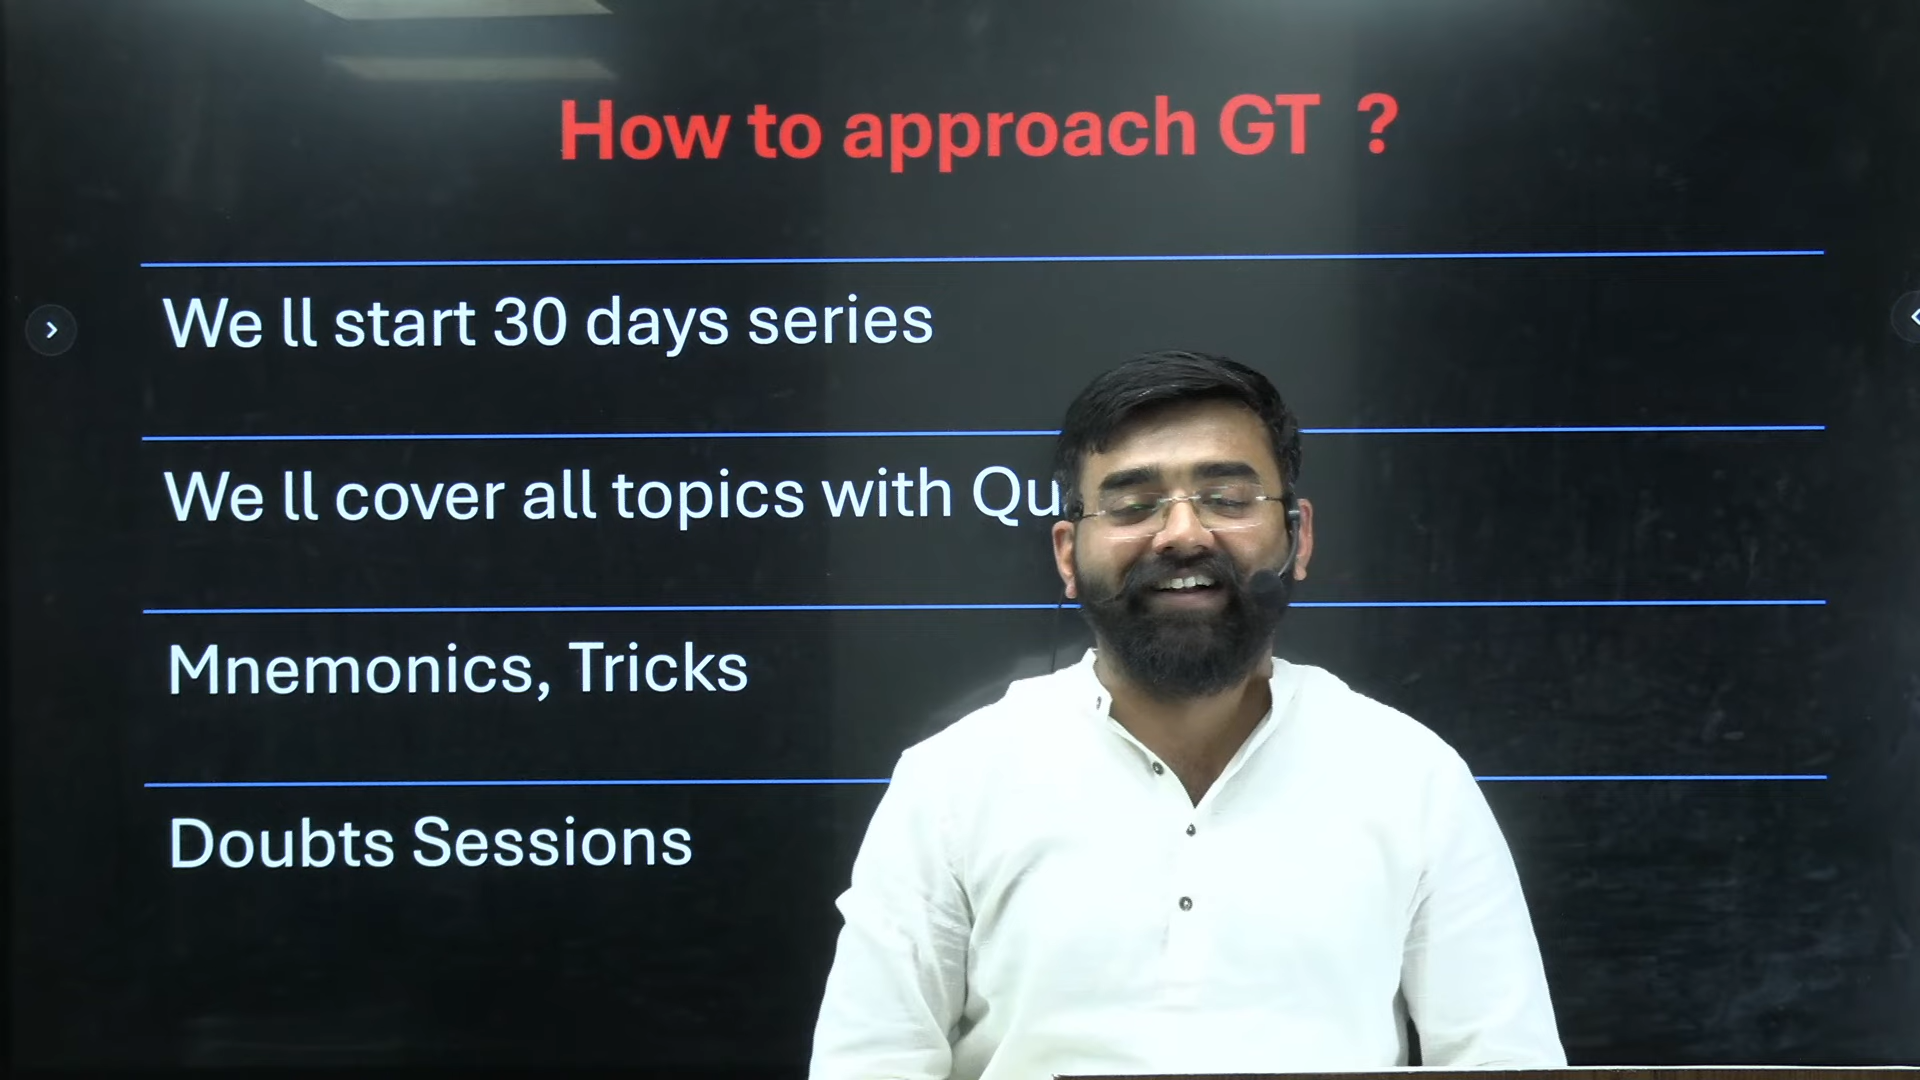 How to approach GT ?
We ll start 30 days series
We ll cover all topics with
Mnemonics, Tricks
Doubts Sessions